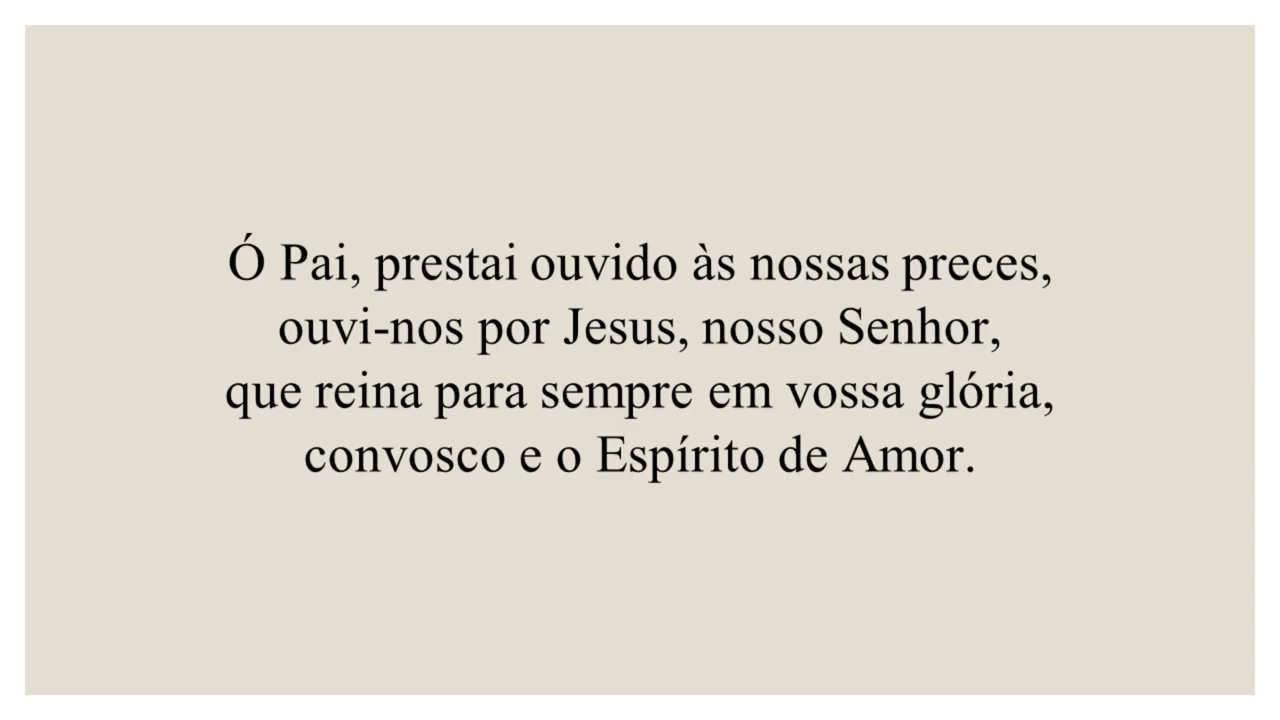 Ó Pai, prestai ouvido às nossas preces,
ouvi-nos por Jesus, nosso Senhor,
que reina para sempre em vossa glória,
convosco e o Espírito de Amor.